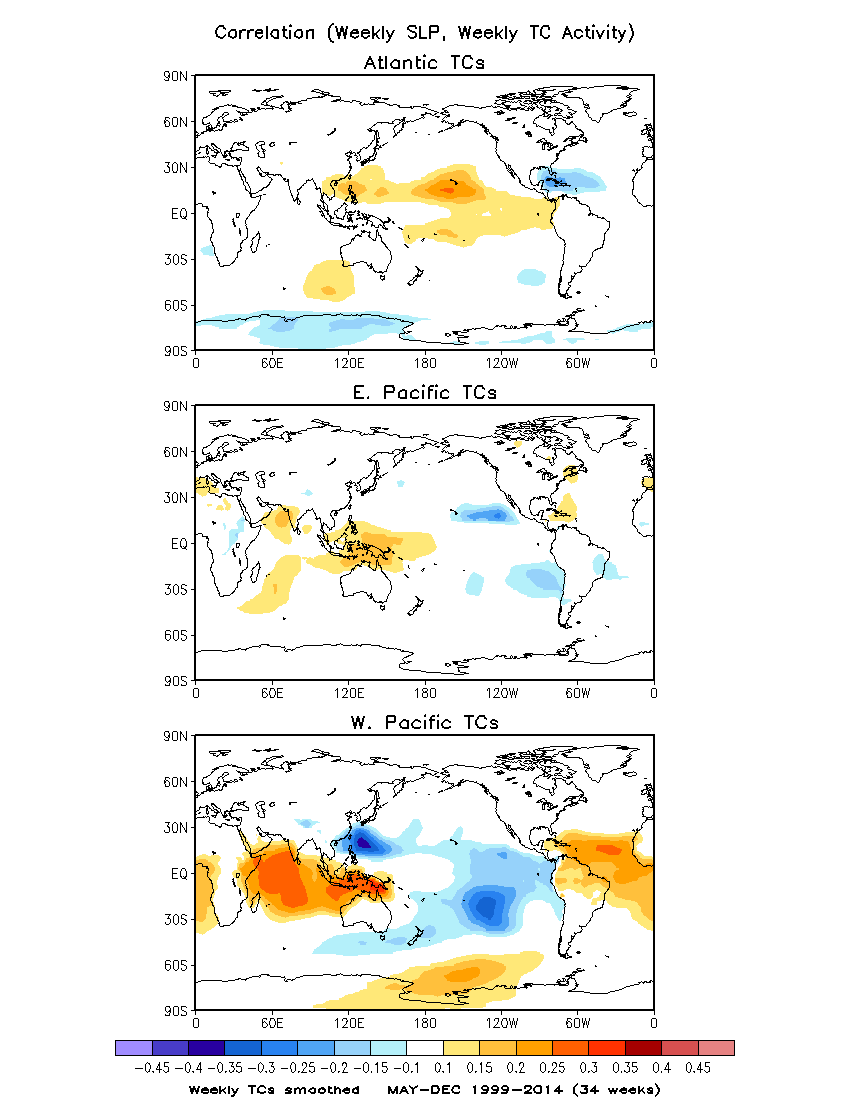 Correlation (Weekly SLP, Weekly TC Activity)
Atlantic TCs
90N
60N
30N
EQ
30S
60S
90S
0 60E 120E 180 120W 60W 0
E. Pacific TCs
90N
60N
30N
EQ
30S
60S
90S
0 60E 120E 180 120W 60W 0
W. Pacific TCs
90N
60N
30N
EQ
30S
60S
90S
0 60E 120E 180 120W 60W 0
-0.45 -0.4 -0.35 -0.3 -0.25 -0.2 -0.15 -0.1 0.1 0.15 0.2 0.25 0.3 0.35 0.4 0.45
Weekly TCs smoothed MAY-DEC 1999-2014 (34 weeks)